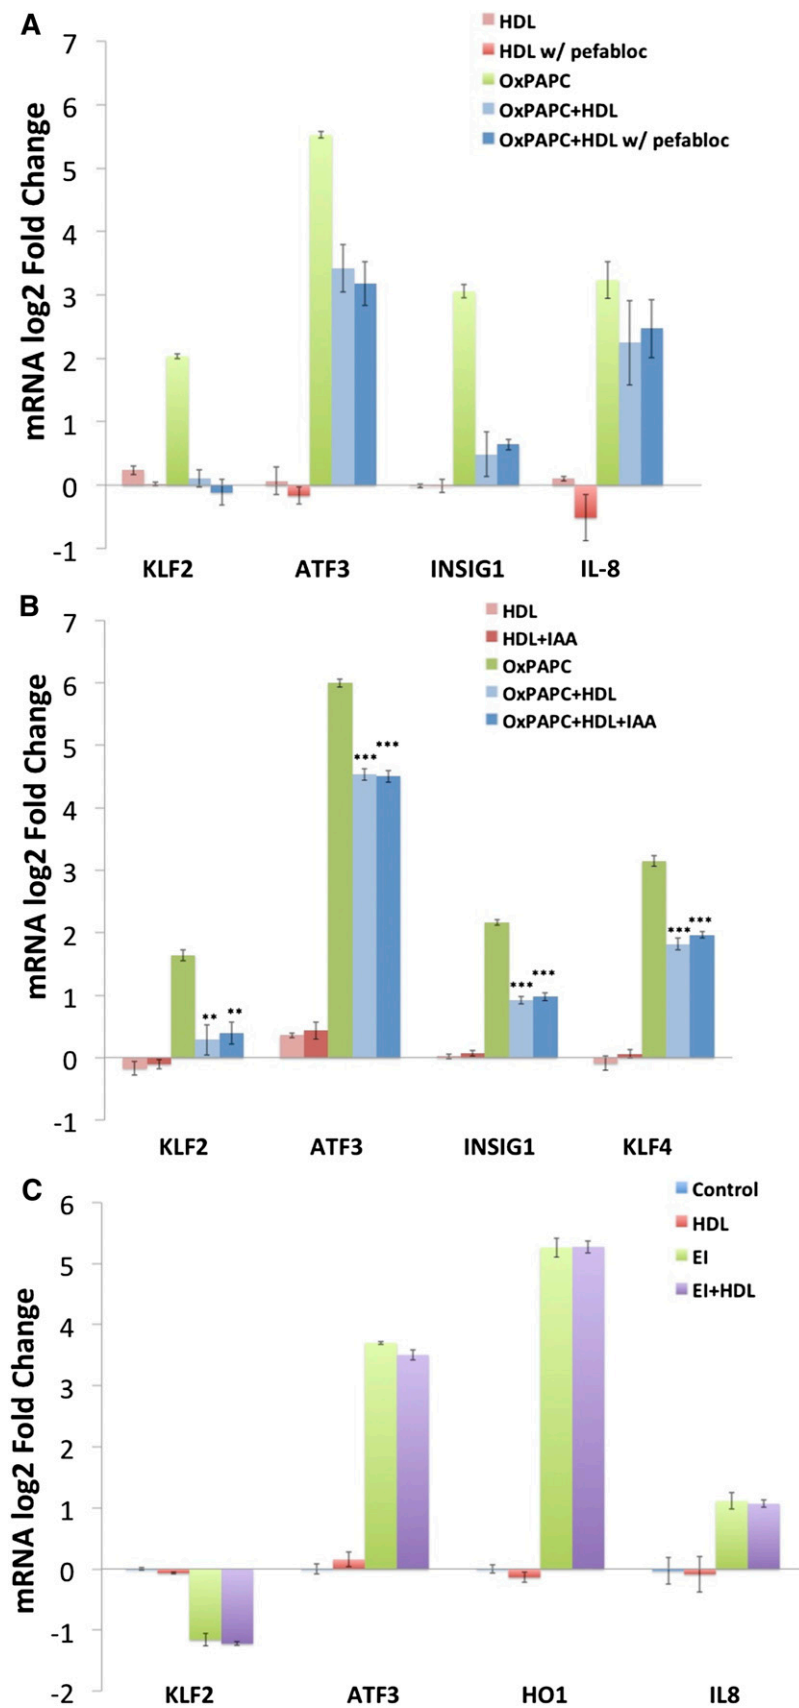 A
HDL
HDL w/ pefabloc
OxPAPC
OxPAPC+HDL
OxPAPC+HDL w/ pefabloc
mRNA log2 Fold Change
7
6
5
4
3
2
1
0
-1
KLF2 ATF3 INSIG1 IL-8
B
HDL
HDL+IAA
OxPAPC
OxPAPC+HDL
OxPAPC+HDL+IAA
mRNA log2 Fold Change
7
6
5
4
3
2
1
0
-1
** **
*** ***
*** ***
*** ***
KLF2 ATF3 INSIG1 KLF4
C
Control
HDL
EI
EI+HDL
mRNA log2 Fold Change
6
5
4
3
2
1
0
-1
-2
KLF2 ATF3 HO1 IL8